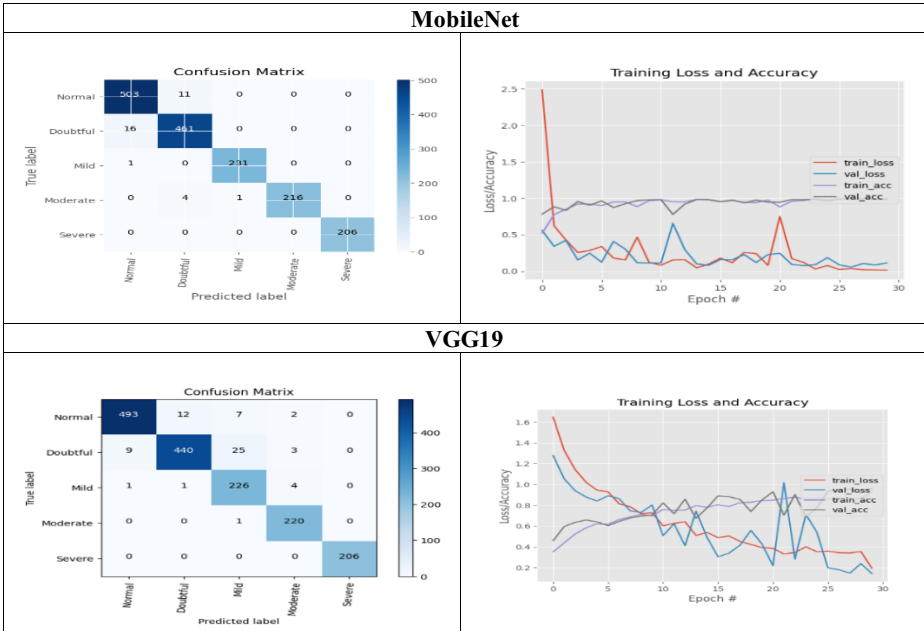 MobileNet
Confusion Matrix
True label
Normal 503 11 0 0 0
Doubtful 16 461 0 0 0
Mild 1 0 231 0 0
Moderate 0 4 1 216 0
Severe 0 0 0 0 206
Normal Doubtful Mild Moderate Severe
Predicted label
500
400
300
200
100
0
Training Loss and Accuracy
Loss/Accuracy
2.5
2.0
1.5
1.0
0.5
0.0
train_loss
val_loss
train_acc
val_acc
0 5 10 15 20 25 30
Epoch #
VGG19
Confusion Matrix
True label
Normal 493 12 7 2 0
Doubtful 9 440 25 3 0
Mild 1 1 226 4 0
Moderate 0 0 1 220 0
Severe 0 0 0 0 206
Normal Doubtful Mild Moderate Severe
Predicted label
400
300
200
100
0
Training Loss and Accuracy
Loss/Accuracy
1.6
1.4
1.2
1.0
0.8
0.6
0.4
0.2
train_loss
val_loss
train_acc
val_acc
0 5 10 15 20 25 30
Epoch #